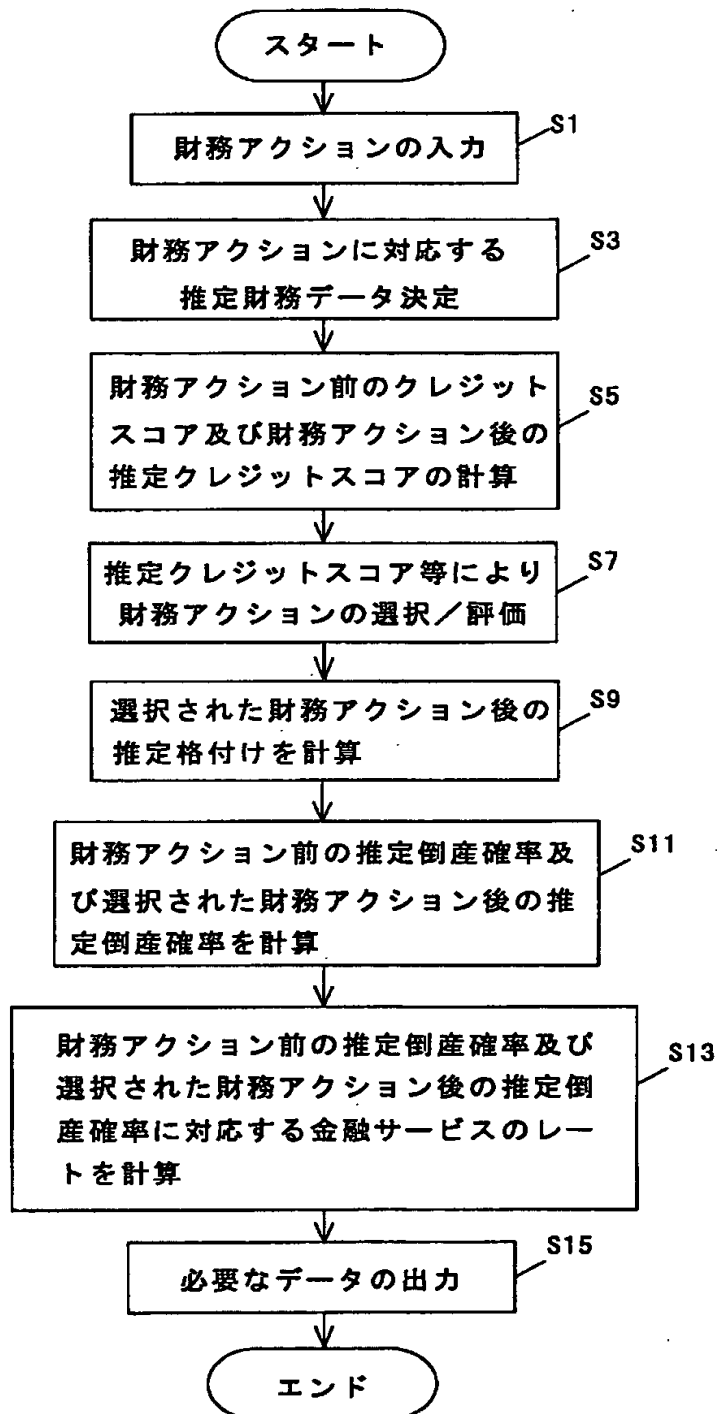 スタート
財務アクションの入力
S1
財務アクションに対応する
推定財務データ決定
S3
財務アクション前のクレジット
スコア及び財務アクション後の
推定クレジットスコアの計算
S5
推定クレジットスコア等により
財務アクションの選択／評価
S7
選択された財務アクション後の
推定格付けを計算
S9
財務アクション前の推定倒産確率及
び選択された財務アクション後の推
定倒産確率を計算
S11
財務アクション前の推定倒産確率及び
選択された財務アクション後の推定倒
産確率に対応する金融サービスのレー
トを計算
S13
必要なデータの出力
S15
エンド